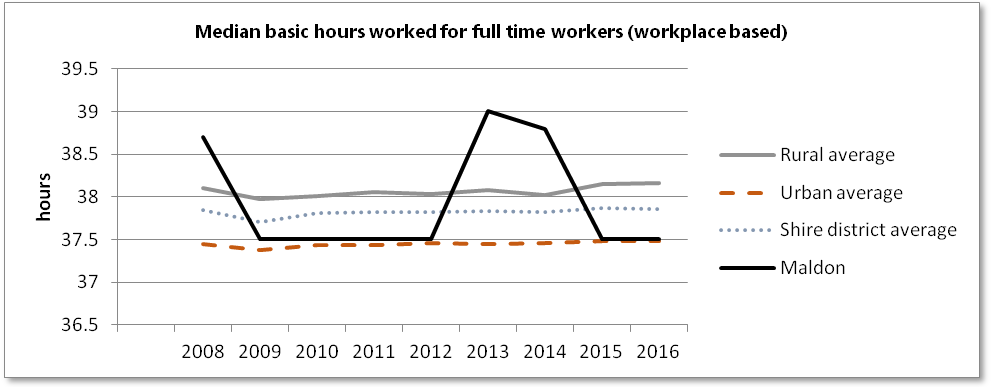 Median basic hours worked for full time workers (workplace based)
hours
39.5
39
38.5
38
37.5
37
36.5
2008 2009 2010 2011 2012 2013 2014 2015 2016
Rural average
Urban average
Shire district average
Maldon